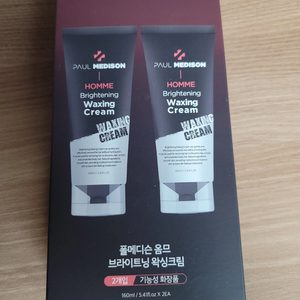 PAUL MEDISON
HOMME
Brightening
Waxing
Cream
WAXING
CREAM
PAUL MEDISON
HOMME
Brightening
Waxing
Cream
WAXING
CREAM
폴메디슨 옴므
브라이트닝 왁싱크림
2개입 기능성 화장품
160ml / 5.41fl.oz X 2EA